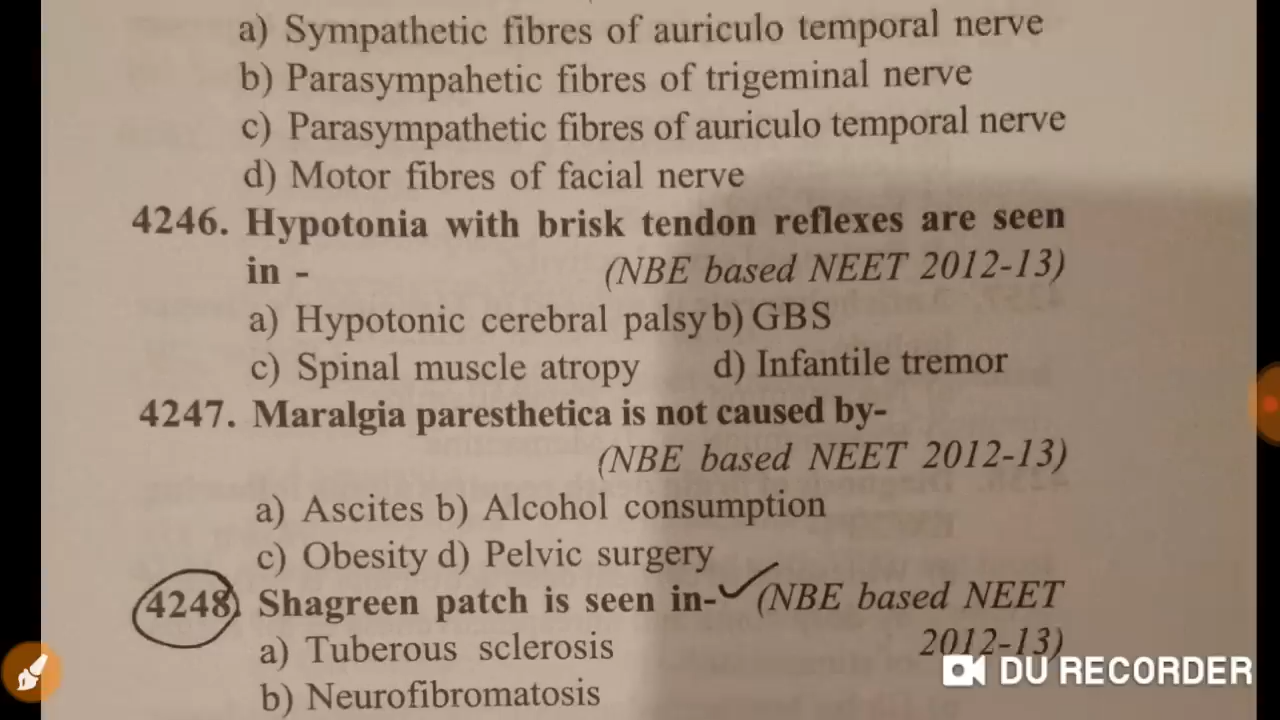 a) Sympathetic fibres of auriculo temporal nerve
b) Parasympahetic fibres of trigeminal nerve
c) Parasympathetic fibres of auriculo temporal nerve
d) Motor fibres of facial nerve
4246. Hypotonia with brisk tendon reflexes are seen
in - (NBE based NEET 2012-13)
a) Hypotonic cerebral palsy b) GBS
c) Spinal muscle atropy d) Infantile tremor
4247. Maralgia paresthetica is not caused by-
(NBE based NEET 2012-13)
a) Ascites b) Alcohol consumption
c) Obesity d) Pelvic surgery
4248. Shagreen patch is seen in- (NBE based NEET
a) Tuberous sclerosis 2012-13)
b) Neurofibromatosis
DU RECORDER